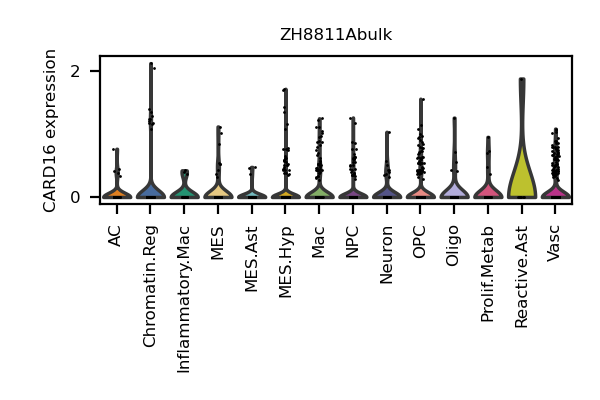 ZH8811Abulk
CARD16 expression
2
0
AC
Chromatin.Reg
Inflammatory.Mac
MES
MES.Ast
MES.Hyp
Mac
NPC
Neuron
OPC
Oligo
Prolif.Metab
Reactive.Ast
Vasc